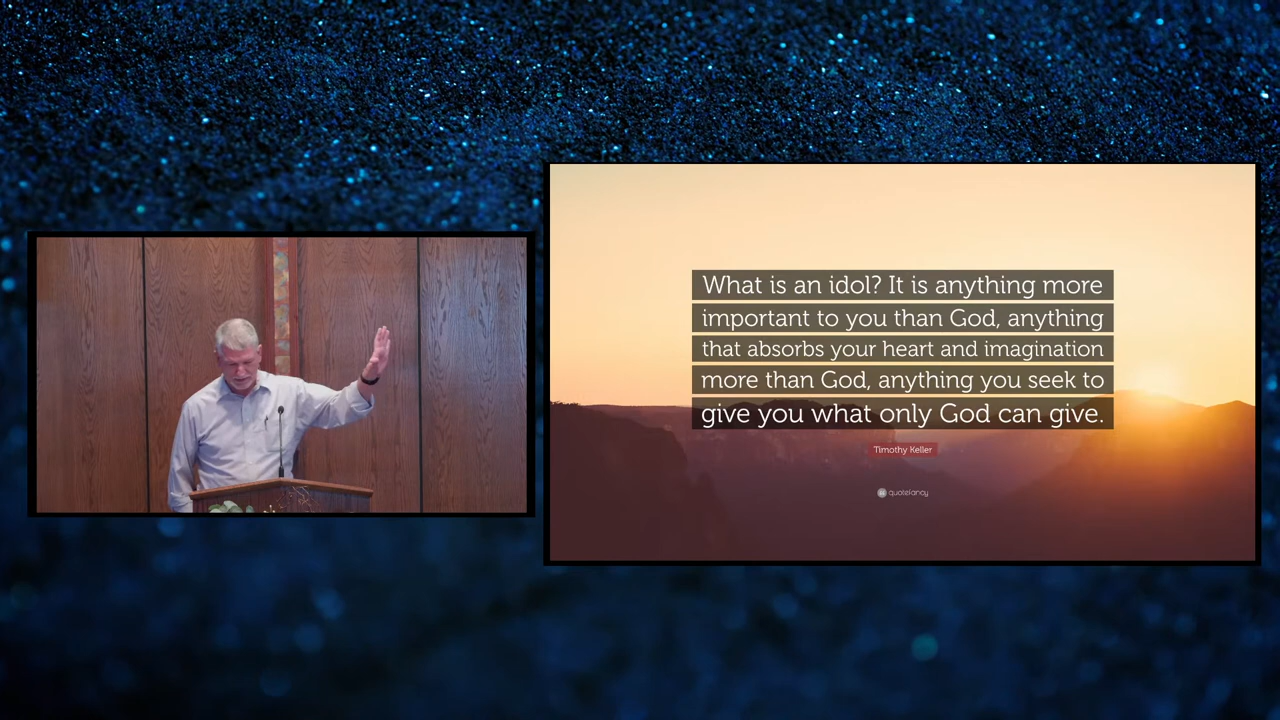 What is an idol? It is anything more
important to you than God, anything
that absorbs your heart and imagination
more than God, anything you seek to
give you what only God can give.
Timothy Keller
quotefancy